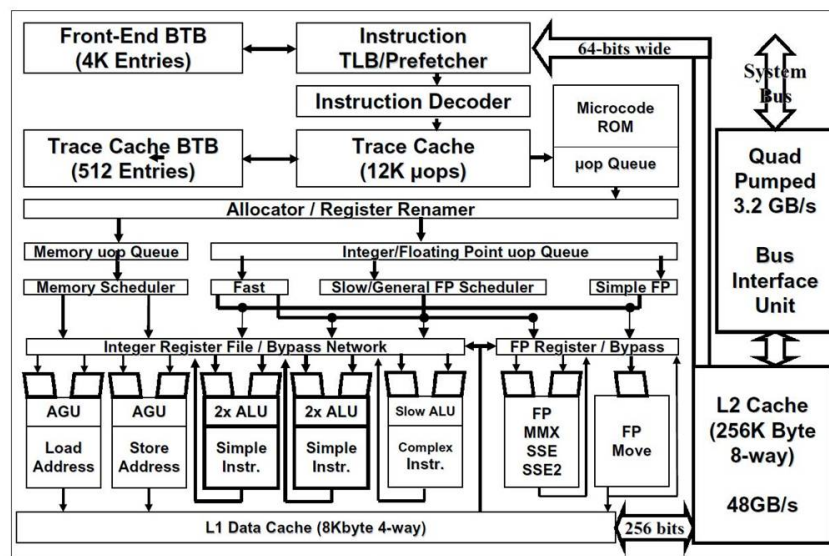 Front-End BTB
(4K Entries)
Instruction
TLB/Prefetcher
64-bits wide
System
Bus
Instruction Decoder
Microcode
ROM
Trace Cache BTB
(512 Entries)
Trace Cache
(12K µops)
µop Queue
Quad
Pumped
3.2 GB/s
Bus
Interface
Unit
Allocator / Register Renamer
Memory uop Queue
Integer/Floating Point uop Queue
Memory Scheduler
Fast
Slow/General FP Scheduler
Simple FP
Integer Register File / Bypass Network
FP Register / Bypass
AGU
Load
Address
AGU
Store
Address
2x ALU
Simple
Instr.
2x ALU
Simple
Instr.
Slow ALU
Complex
Instr.
FP
MMX
SSE
SSE2
FP
Move
L2 Cache
(256K Byte
8-way)
48GB/s
L1 Data Cache (8Kbyte 4-way)
256 bits